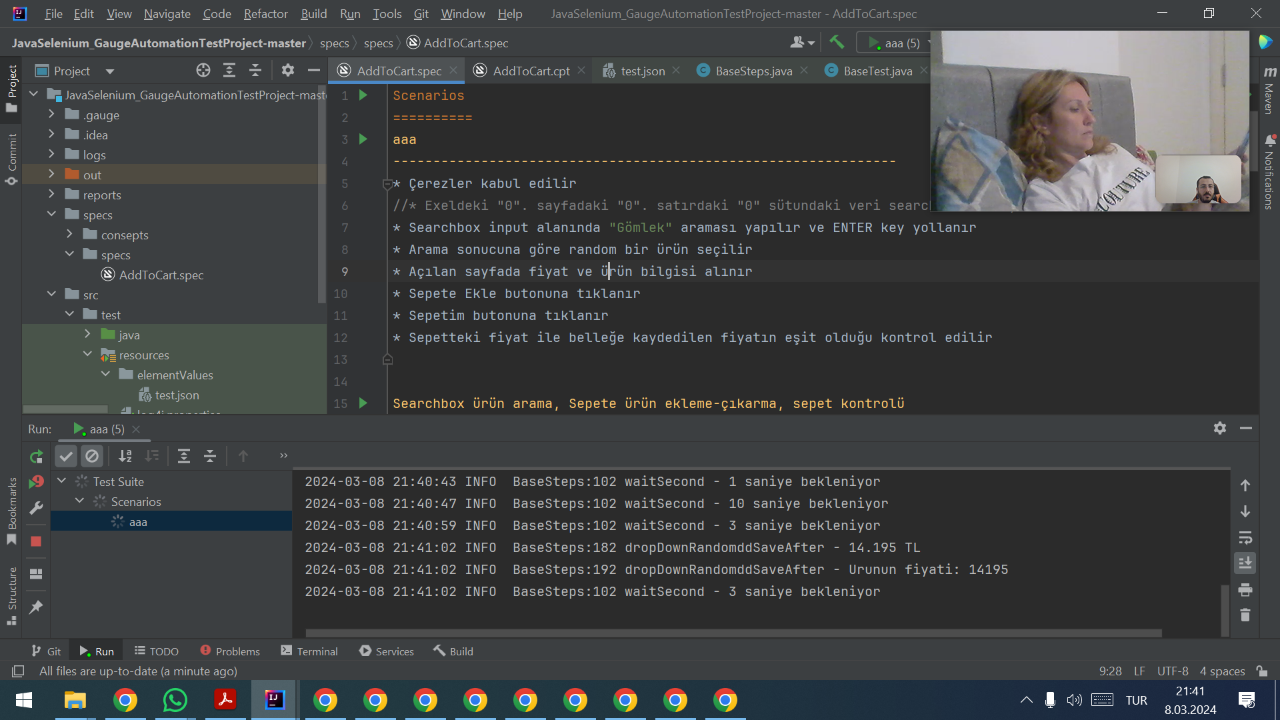 File Edit View Navigate Code Refactor Build Run Tools Git Window Help JavaSelenium_GaugeAutomationTestProject-master - AddToCart.spec
JavaSelenium_GaugeAutomationTestProject-master specs specs AddToCart.spec aaa (5)
Project AddToCart.spec AddToCart.cpt test.json BaseSteps.java BaseTest.java
Project
Commit
Bookmarks
Structure
Maven
Notifications
JavaSelenium_GaugeAutomationTestProject-mast
.gauge
.idea
logs
out
reports
specs
consepts
specs
AddToCart.spec
src
test
java
resources
elementValues
test.json
log4j.properties
1 Scenarios
2 ==========
3 aaa
4 ---------------------------------------------------------------
5 * Çerezler kabul edilir
6 //* Exeldeki "0". sayfadaki "0". satırdaki "0" sütundaki veri search
7 * Searchbox input alanında "Gömlek" araması yapılır ve ENTER key yollanır
8 * Arama sonucuna göre random bir ürün seçilir
9 * Açılan sayfada fiyat ve ürün bilgisi alınır
10 * Sepete Ekle butonuna tıklanır
11 * Sepetim butonuna tıklanır
12 * Sepetteki fiyat ile belleğe kaydedilen fiyatın eşit olduğu kontrol edilir
13
14
15 Searchbox ürün arama, Sepete ürün ekleme-çıkarma, sepet kontrolü
COUTURE
Run: aaa (5)
Test Suite
Scenarios
aaa
2024-03-08 21:40:43 INFO BaseSteps:102 waitSecond - 1 saniye bekleniyor
2024-03-08 21:40:47 INFO BaseSteps:102 waitSecond - 10 saniye bekleniyor
2024-03-08 21:40:59 INFO BaseSteps:102 waitSecond - 3 saniye bekleniyor
2024-03-08 21:41:02 INFO BaseSteps:182 dropDownRandomddSaveAfter - 14.195 TL
2024-03-08 21:41:02 INFO BaseSteps:192 dropDownRandomddSaveAfter - Urunun fiyati: 14195
2024-03-08 21:41:02 INFO BaseSteps:102 waitSecond - 3 saniye bekleniyor
Git Run TODO Problems Terminal Services Build
All files are up-to-date (a minute ago) 9:28 LF UTF-8 4 spaces
TUR 21:41
8.03.2024